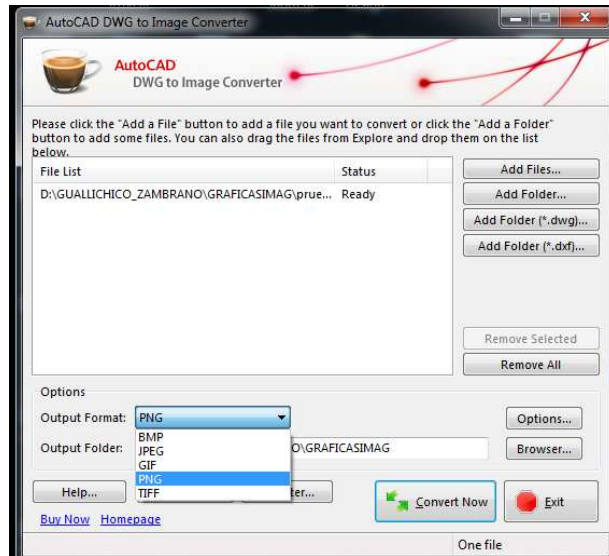 AutoCAD DWG to Image Converter
AutoCAD
DWG to Image Converter
Please click the "Add a File" button to add a file you want to convert or click the "Add a Folder"
button to add some files. You can also drag the files from Explore and drop them on the list
below.
File List Status
D:\GUALLICHICO_ZAMBRANO\GRAFICASIMAG\prue... Ready
Add Files...
Add Folder...
Add Folder (*.dwg)...
Add Folder (*.dxf)...
Remove Selected
Remove All
Options
Output Format: PNG
Options...
Output Folder: O\GRAFICASIMAG
Browser...
BMP
JPEG
GIF
PNG
TIFF
Help... ter...
Convert Now
Exit
Buy Now Homepage
One file